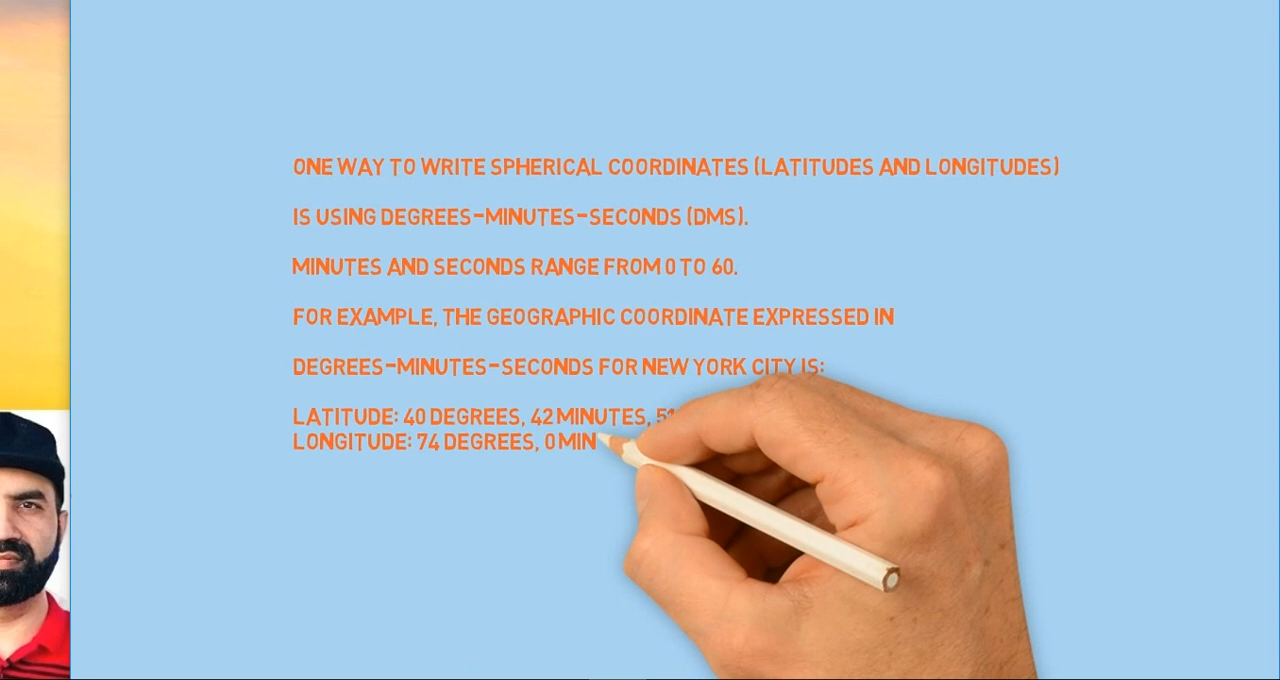 ONE WAY TO WRITE SPHERICAL COORDINATES (LATITUDES AND LONGITUDES)
IS USING DEGREES-MINUTES-SECONDS (DMS).
MINUTES AND SECONDS RANGE FROM 0 TO 60.
FOR EXAMPLE, THE GEOGRAPHIC COORDINATE EXPRESSED IN
DEGREES-MINUTES-SECONDS FOR NEW YORK CITY IS:
LATITUDE: 40 DEGREES, 42 MINUTES, 51
LONGITUDE: 74 DEGREES, 0 MIN